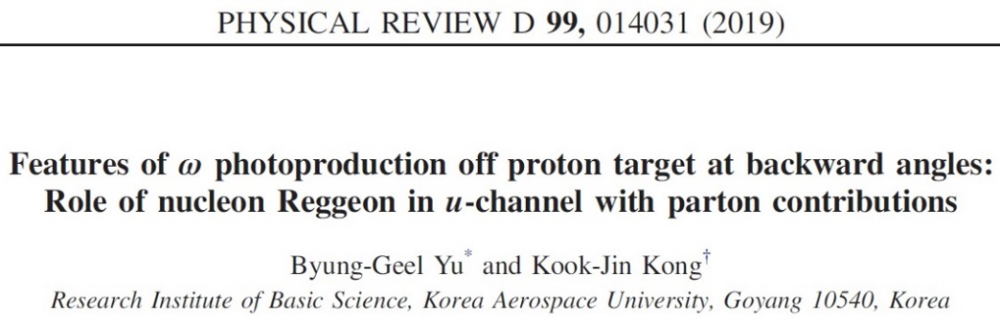 PHYSICAL REVIEW D 99, 014031 (2019)
Features of ω photoproduction off proton target at backward angles:
Role of nucleon Reggeon in u-channel with parton contributions
Byung-Geel Yu* and Kook-Jin Kong†
Research Institute of Basic Science, Korea Aerospace University, Goyang 10540, Korea